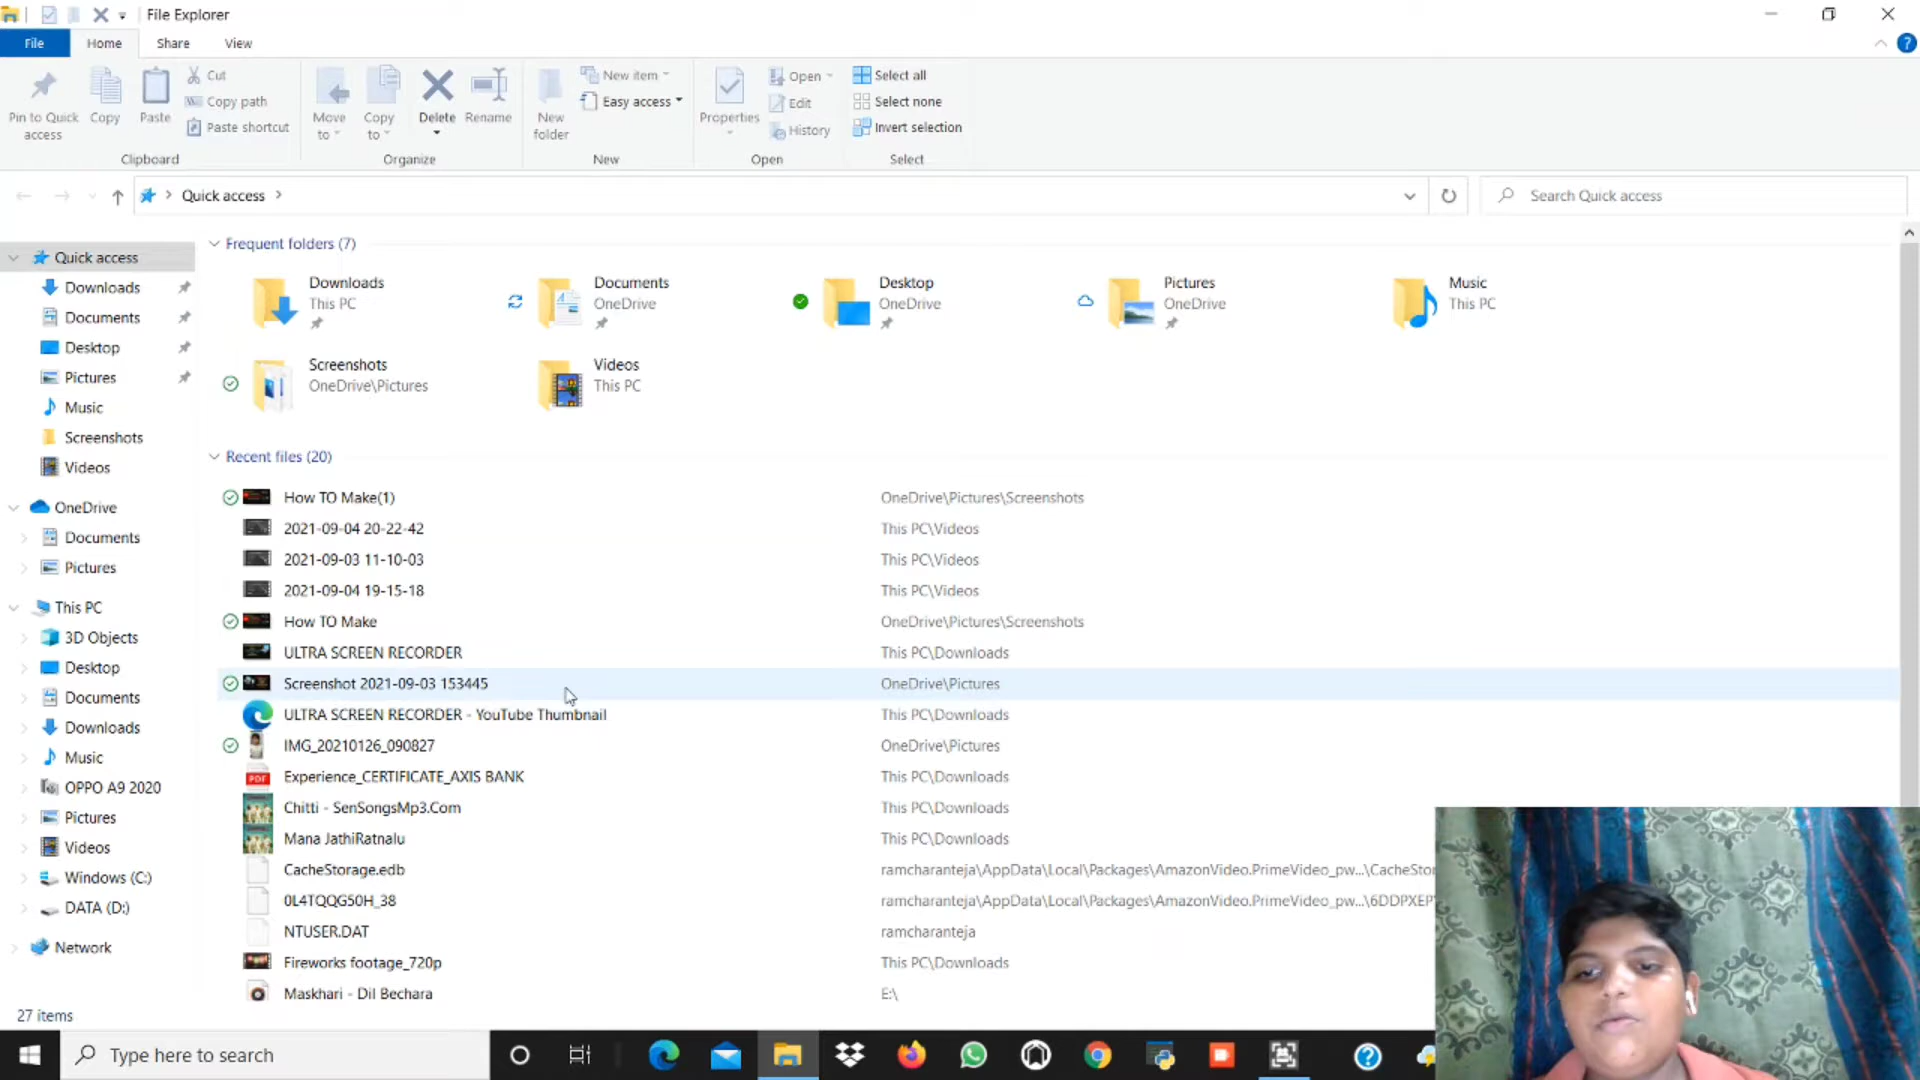 File Explorer
File Home Share View
Pin to Quick access
Copy
Paste
Cut
Copy path
Paste shortcut
Clipboard
Move to
Copy to
Delete
Rename
Organize
New folder
New item
Easy access
New
Properties
Open
Edit
History
Open
Select all
Select none
Invert selection
Select
Quick access
Search Quick access
Quick access
Downloads
Documents
Desktop
Pictures
Music
Screenshots
Videos
OneDrive
Documents
Pictures
This PC
3D Objects
Desktop
Documents
Downloads
Music
OPPO A9 2020
Pictures
Videos
Windows (C:)
DATA (D:)
Network
Frequent folders (7)
Downloads
This PC
Documents
OneDrive
Desktop
OneDrive
Pictures
OneDrive
Music
This PC
Screenshots
OneDrive\Pictures
Videos
This PC
Recent files (20)
How TO Make(1) OneDrive\Pictures\Screenshots
2021-09-04 20-22-42 This PC\Videos
2021-09-03 11-10-03 This PC\Videos
2021-09-04 19-15-18 This PC\Videos
How TO Make OneDrive\Pictures\Screenshots
ULTRA SCREEN RECORDER This PC\Downloads
Screenshot 2021-09-03 153445 OneDrive\Pictures
ULTRA SCREEN RECORDER - YouTube Thumbnail This PC\Downloads
IMG_20210126_090827 OneDrive\Pictures
Experience_CERTIFICATE_AXIS BANK This PC\Downloads
Chitti - SenSongsMp3.Com This PC\Downloads
Mana JathiRatnalu This PC\Downloads
CacheStorage.edb ramcharanteja\AppData\Local\Packages\AmazonVideo.PrimeVideo_pw...\CacheStor
0L4TQQG50H_38 ramcharanteja\AppData\Local\Packages\AmazonVideo.PrimeVideo_pw...\6DDPXEP
NTUSER.DAT ramcharanteja
Fireworks footage_720p This PC\Downloads
Maskhari - Dil Bechara E:\
27 items
Type here to search